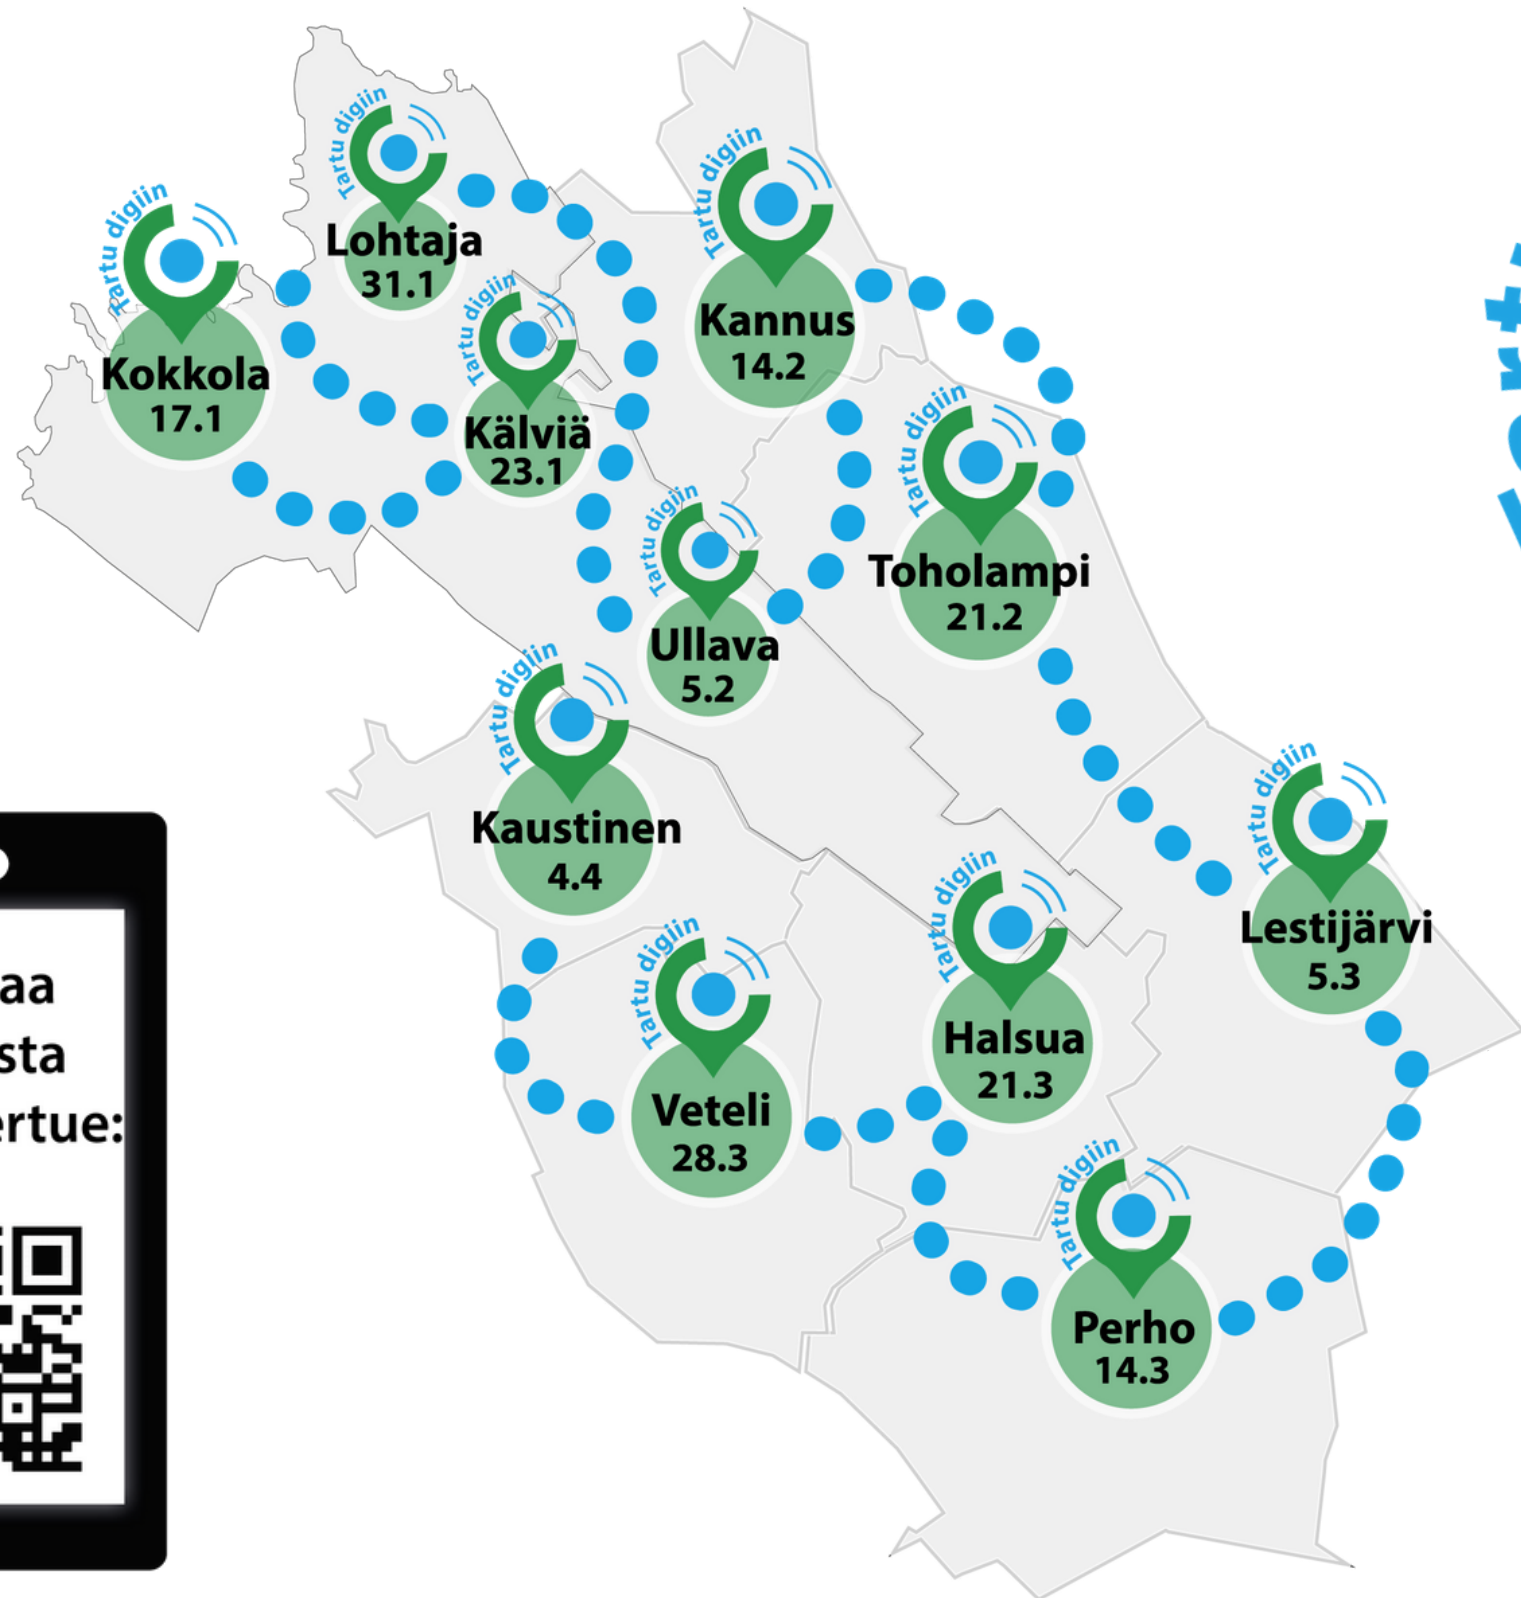 Tartu digiin
Lohtaja
31.1
Tartu digiin
Kannus
14.2
Tartu digiin
Kokkola
17.1
Tartu digiin
Kälviä
23.1
Tartu digiin
Toholampi
21.2
Tartu digiin
Ullava
5.2
Tartu digiin
Kaustinen
4.4
Tartu digiin
Lestijärvi
5.3
Tartu digiin
Halsua
21.3
Tartu digiin
Veteli
28.3
Tartu digiin
Perho
14.3
aa
sta
ertue: